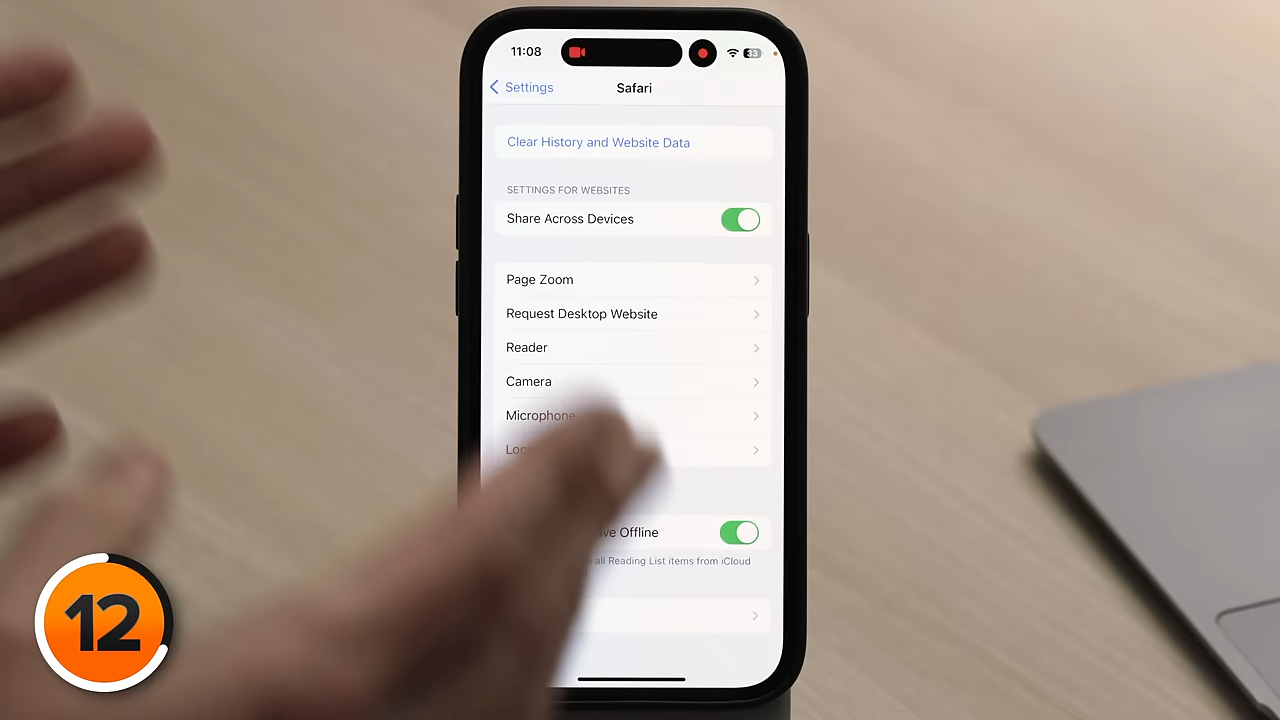 11:08
33
Settings
Safari
Clear History and Website Data
SETTINGS FOR WEBSITES
Share Across Devices
Page Zoom
Request Desktop Website
Reader
Camera
Microphone
Offline
all Reading List items from iCloud
12